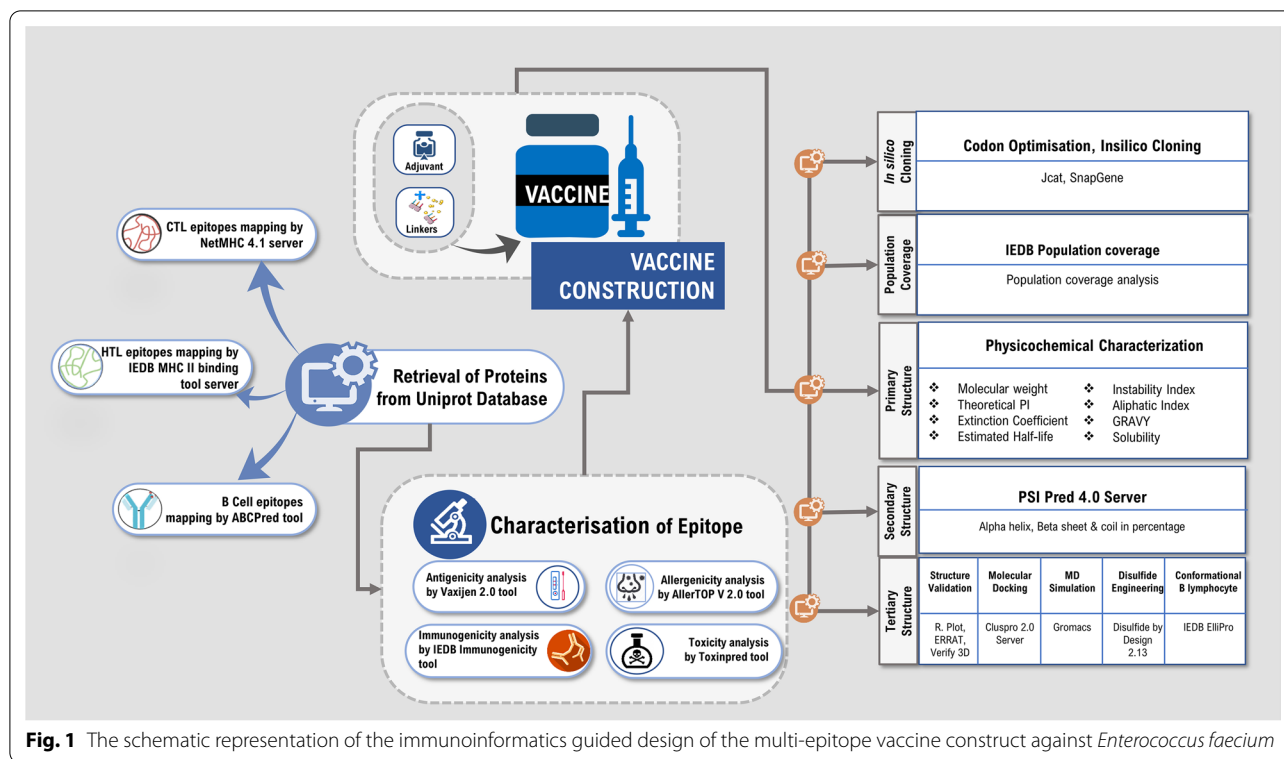 Adjuvant
Linkers
VACCINE
VACCINE
CONSTRUCTION
CTL epitopes mapping by
NetMHC 4.1 server
HTL epitopes mapping by
IEDB MHC II binding
tool server
B Cell epitopes
mapping by ABCPred tool
Retrieval of Proteins
from Uniprot Database
Characterisation of Epitope
Antigenicity analysis
by Vaxijen 2.0 tool
Allergenicity analysis
by AllerTOP V 2.0 tool
Immunogenicity analysis
by IEDB Immunogenicity
tool
Toxicity analysis
by Toxinpred tool
In silico
Cloning
Codon Optimisation, Insilico Cloning
Jcat, SnapGene
Population
Coverage
IEDB Population coverage
Population coverage analysis
Primary
Structure
Physicochemical Characterization
❖ Molecular weight
❖ Theoretical PI
❖ Extinction Coefficient
❖ Estimated Half-life
❖ Instability Index
❖ Aliphatic Index
❖ GRAVY
❖ Solubility
Secondary
Structure
PSI Pred 4.0 Server
Alpha helix, Beta sheet & coil in percentage
Tertiary
Structure
Structure
Validation
R. Plot,
ERRAT,
Verify 3D
Molecular
Docking
Cluspro 2.0
Server
MD
Simulation
Gromacs
Disulfide
Engineering
Disulfide by
Design
2.13
Conformational
B lymphocyte
IEDB ElliPro
Fig. 1 The schematic representation of the immunoinformatics guided design of the multi-epitope vaccine construct against Enterococcus faecium